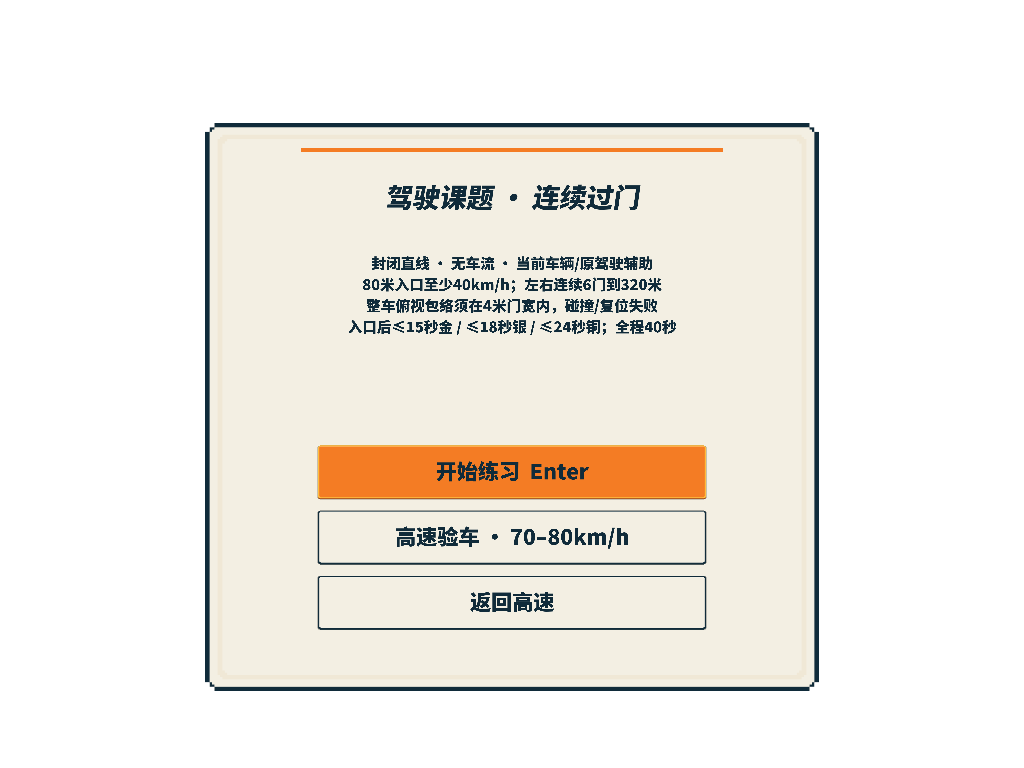 驾驶课题 · 连续过门
封闭直线 · 无车流 · 当前车辆/原驾驶辅助
80米入口至少40km/h；左右连续6门到320米
整车俯视包络须在4米门宽内，碰撞/复位失败
入口后≤15秒金 / ≤18秒银 / ≤24秒铜；全程40秒
开始练习 Enter
高速验车 · 70–80km/h
返回高速